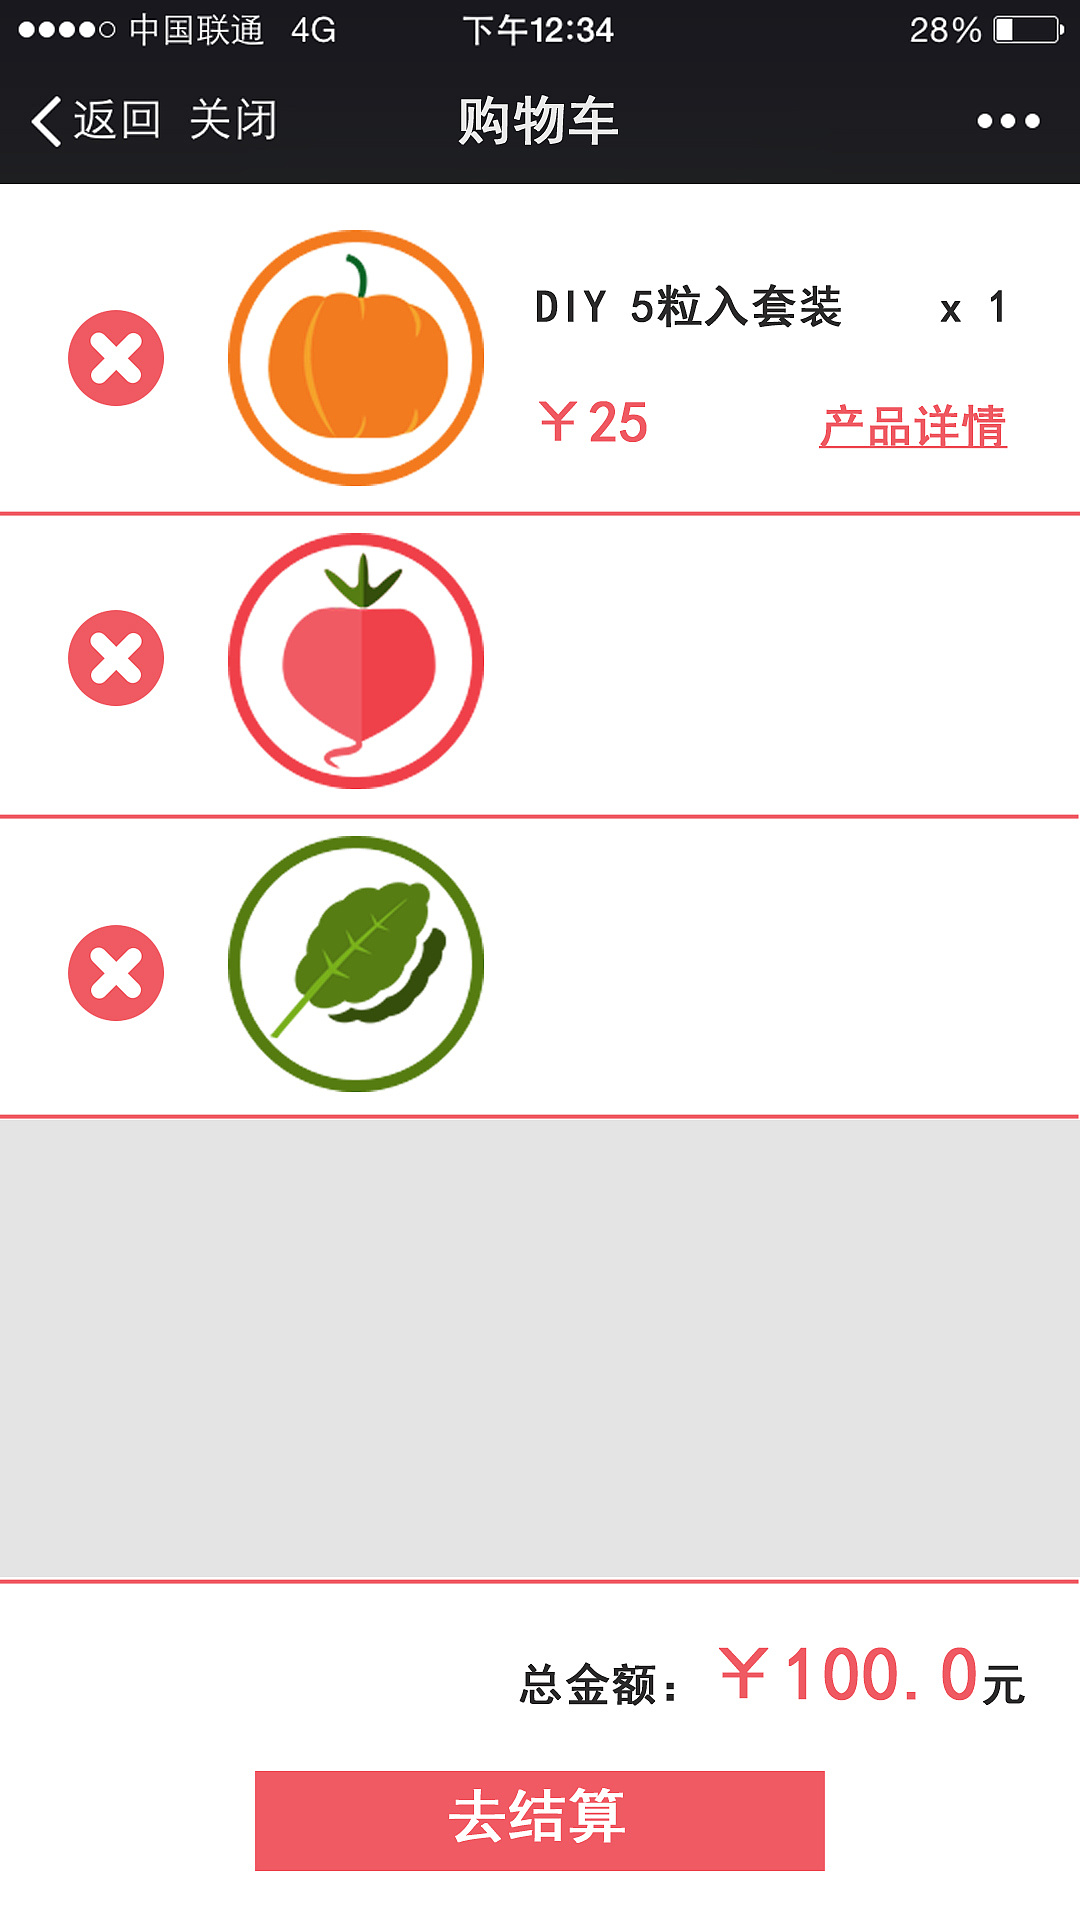 中国联通 4G 下午12:34 28%
返回 关闭 购物车
DIY 5粒入套装 x 1
￥25 产品详情
总金额：￥100.0元
去结算